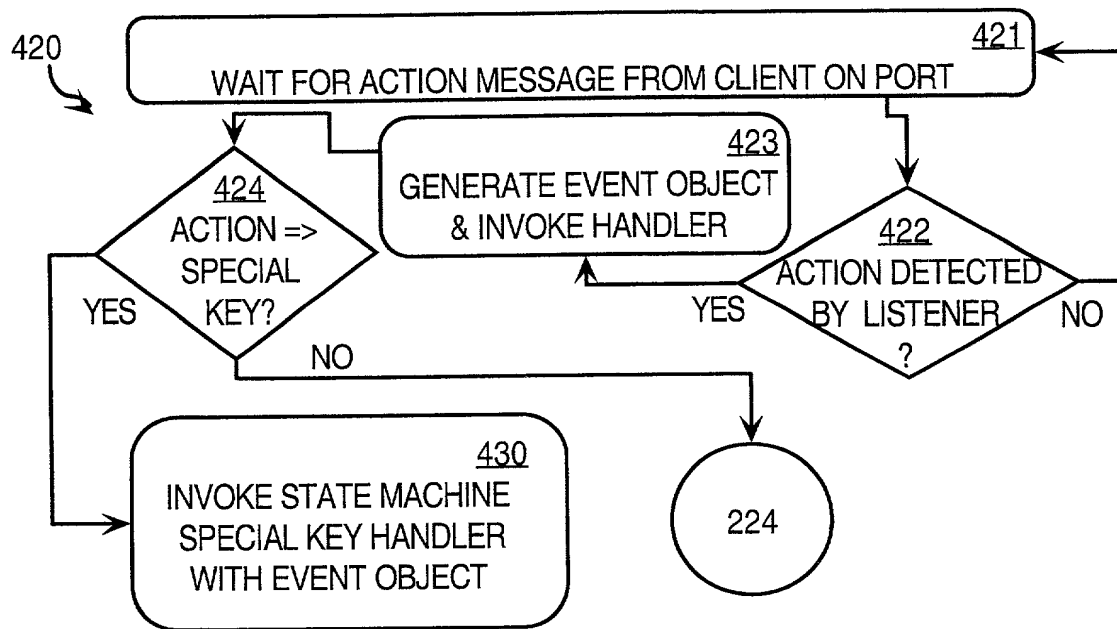 420
421
WAIT FOR ACTION MESSAGE FROM CLIENT ON PORT
423
GENERATE EVENT OBJECT
& INVOKE HANDLER
424
ACTION =>
SPECIAL
KEY?
YES
NO
422
ACTION DETECTED
BY LISTENER
?
YES
NO
430
INVOKE STATE MACHINE
SPECIAL KEY HANDLER
WITH EVENT OBJECT
224